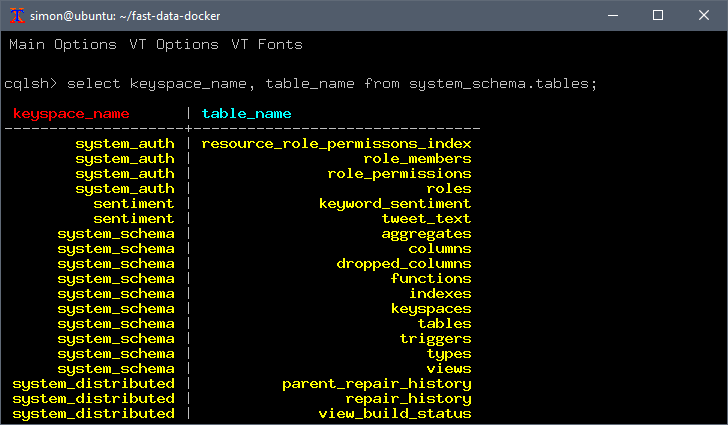 simon@ubuntu: ~/fast-data-docker
Main Options VT Options VT Fonts
cqlsh> select keyspace_name, table_name from system_schema.tables;
keyspace_name | table_name
--------------------+--------------------------------
system_auth | resource_role_permissons_index
system_auth | role_members
system_auth | role_permissions
system_auth | roles
sentiment | keyword_sentiment
sentiment | tweet_text
system_schema | aggregates
system_schema | columns
system_schema | dropped_columns
system_schema | functions
system_schema | indexes
system_schema | keyspaces
system_schema | tables
system_schema | triggers
system_schema | types
system_schema | views
system_distributed | parent_repair_history
system_distributed | repair_history
system_distributed | view_build_status